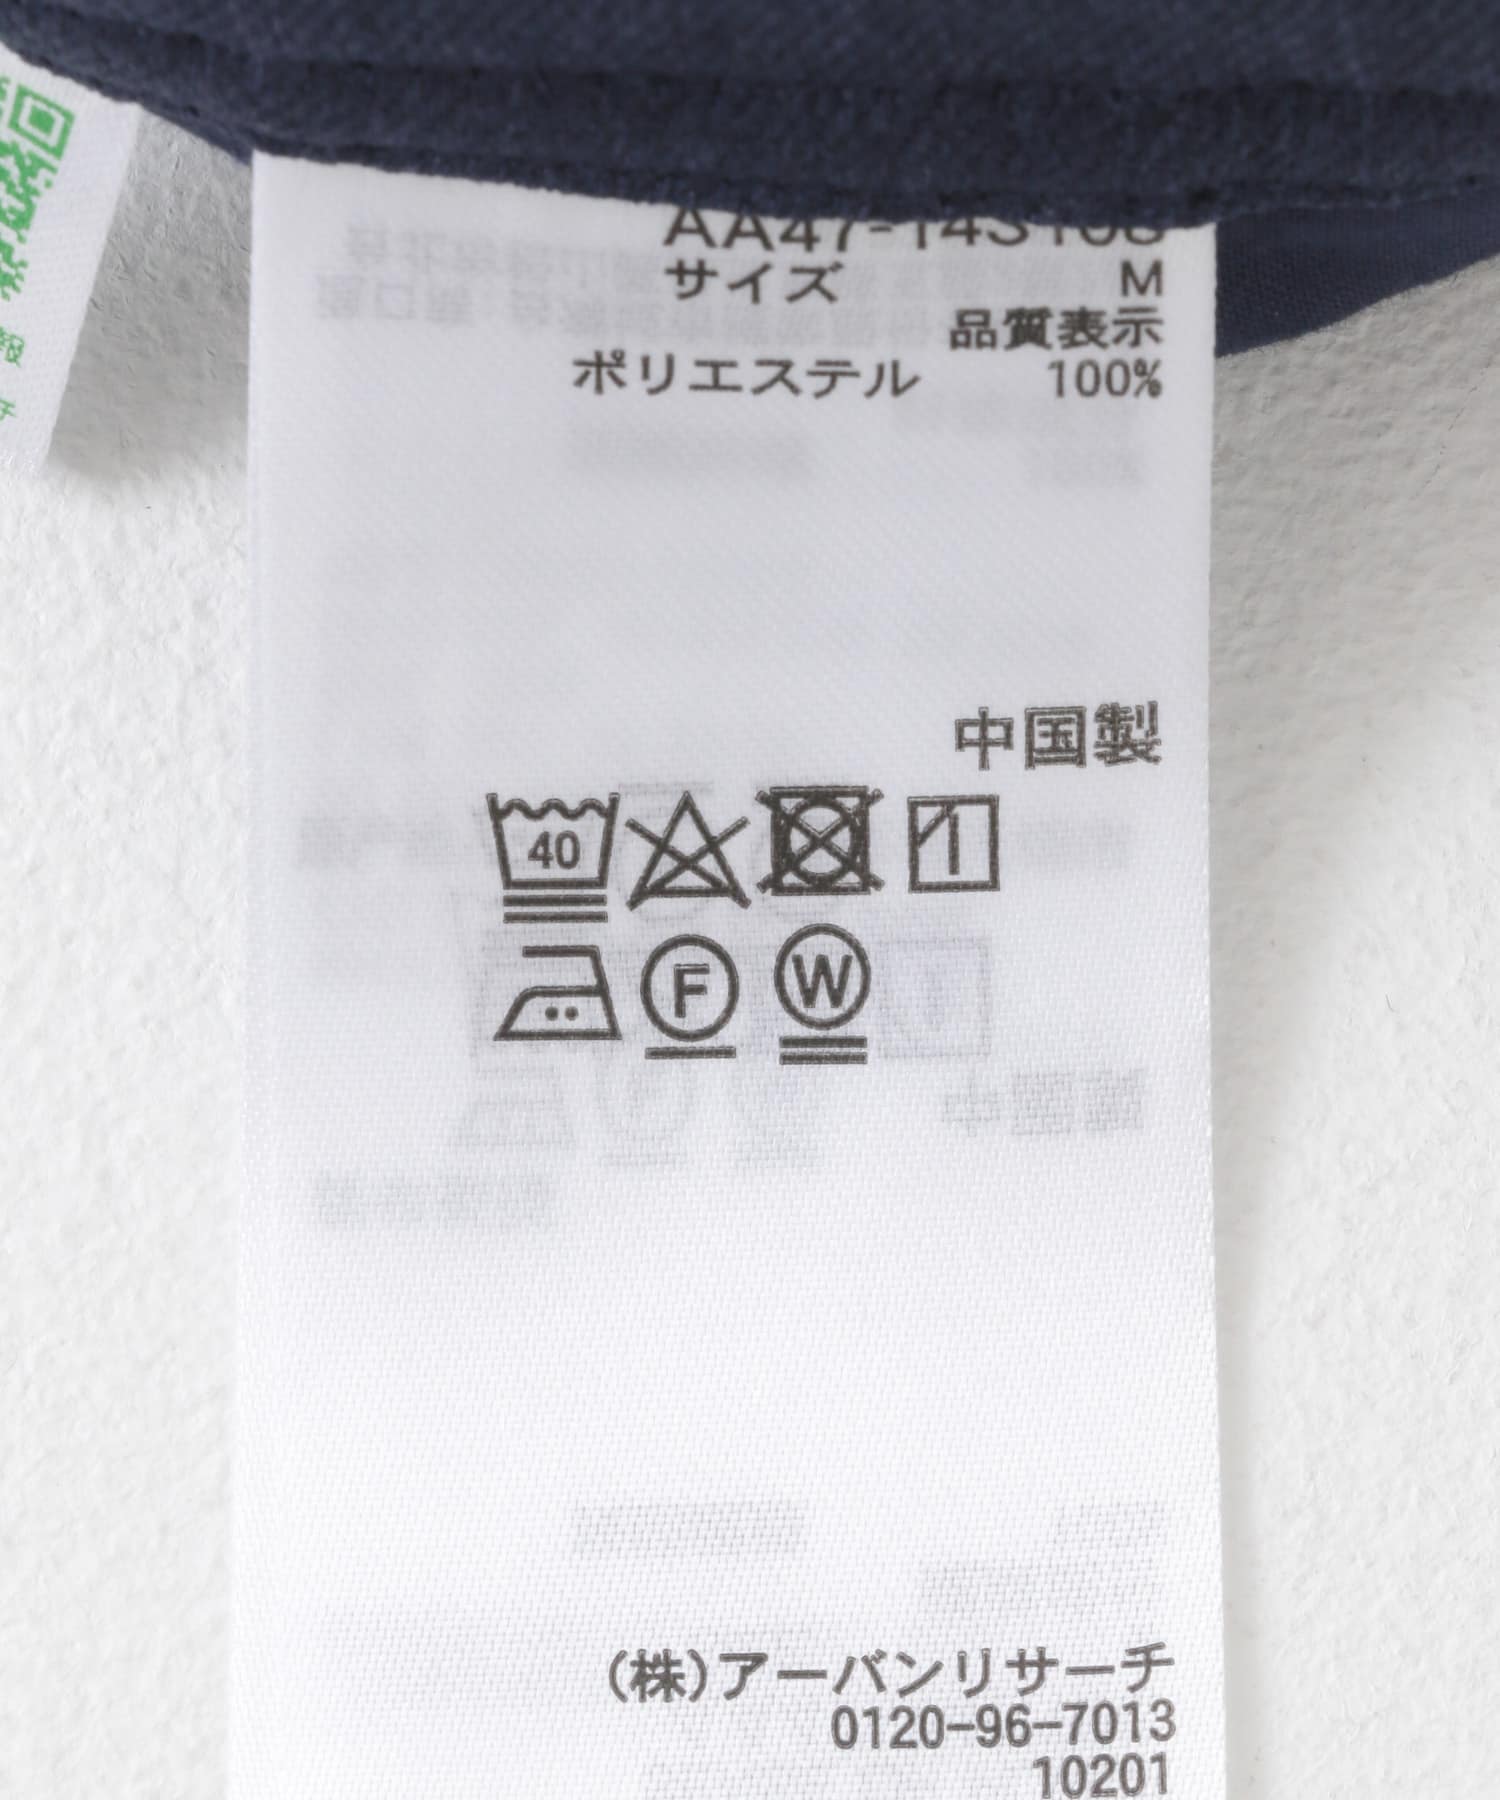 サイズ M
品質表示
ポリエステル 100%
中国製
40
F W
(株)アーバンリサーチ
0120-96-7013
10201